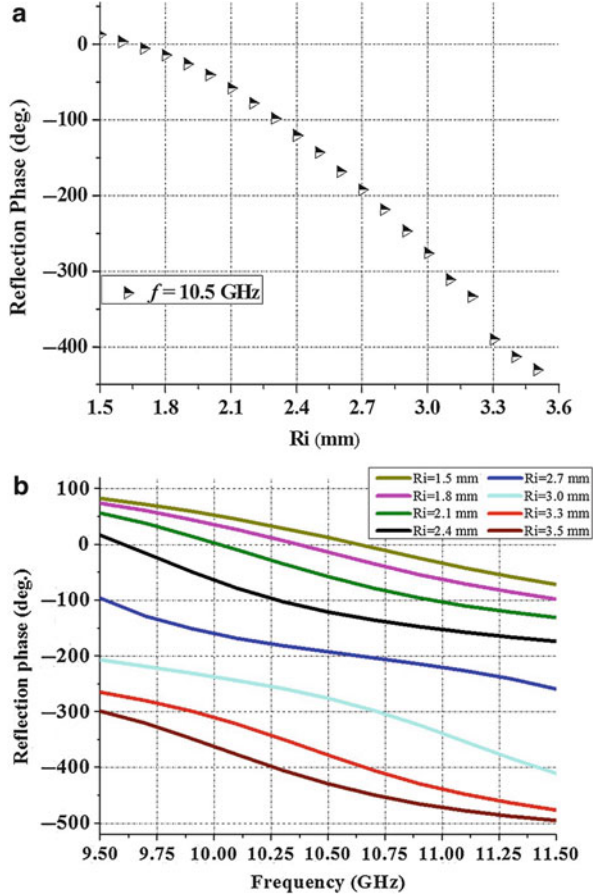 a
Reflection Phase (deg.)
0
−100
−200
−300
−400
f = 10.5 GHz
1.5 1.8 2.1 2.4 2.7 3.0 3.3 3.6
Ri (mm)
b
Reflection phase (deg.)
100
0
−100
−200
−300
−400
−500
Ri=1.5 mm Ri=2.7 mm
Ri=1.8 mm Ri=3.0 mm
Ri=2.1 mm Ri=3.3 mm
Ri=2.4 mm Ri=3.5 mm
9.50 9.75 10.00 10.25 10.50 10.75 11.00 11.25 11.50
Frequency (GHz)